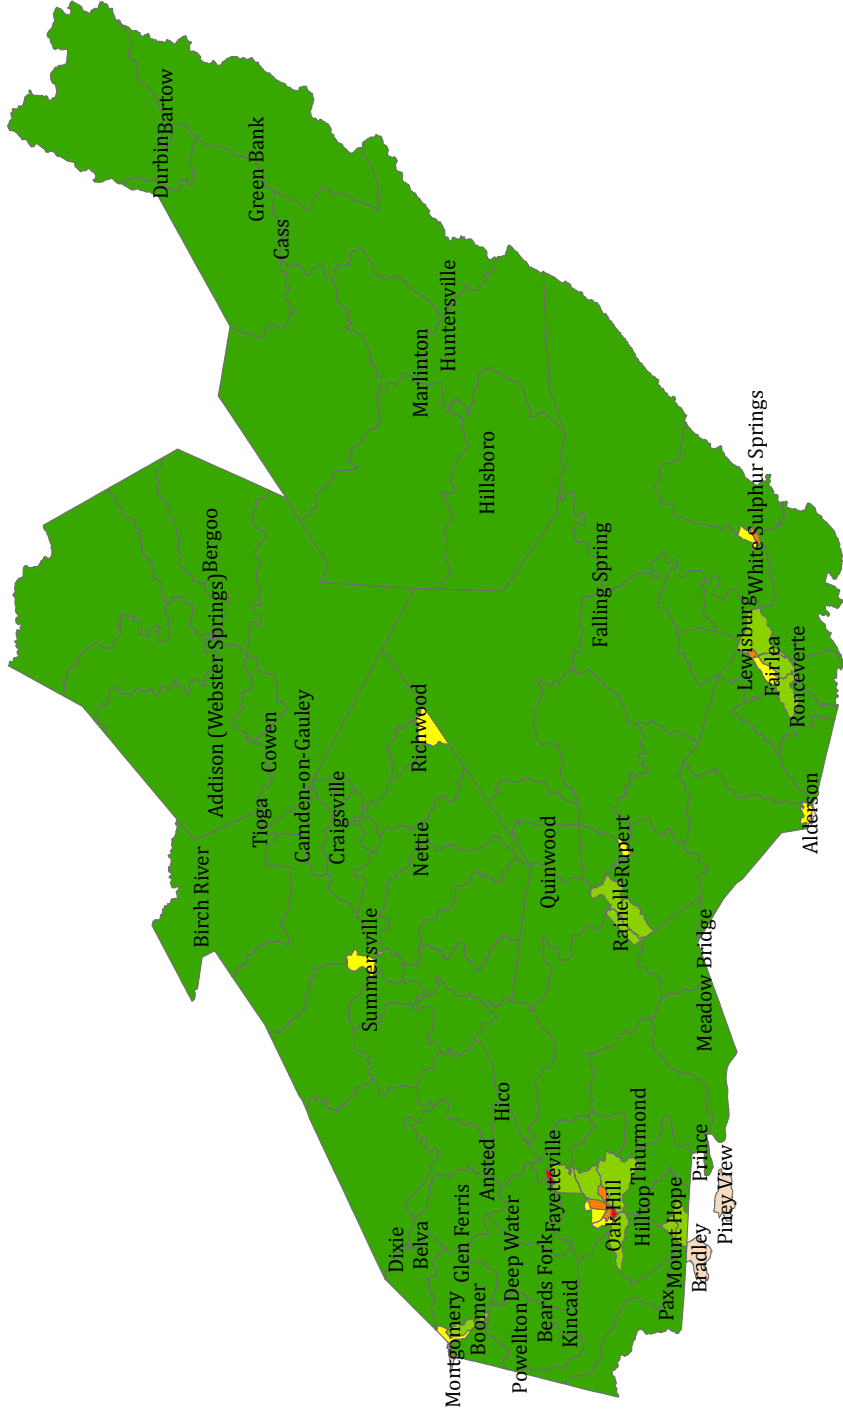 Durbin
Bartow
Birch River
Addison (Webster Springs)
Bergoo
Green Bank
Tioga
Cowen
Cass
Camden-on-Gauley
Craigsville
Summersville
Dixie
Belva
Nettie
Richwood
Marlinton
Huntersville
Montgomery
Glen Ferris
Boomer
Ansted
Hillsboro
Hico
Deep Water
Powellton
Beards Fork
Quinwood
Fayetteville
Kincaid
Falling Spring
Oak Hill
Rainelle
Rupert
Thurmond
Hilltop
Pax
Mount Hope
Bradley
Prince
Meadow Bridge
Piney View
Lewisburg
White Sulphur Springs
Fairlea
Ronceverte
Alderson